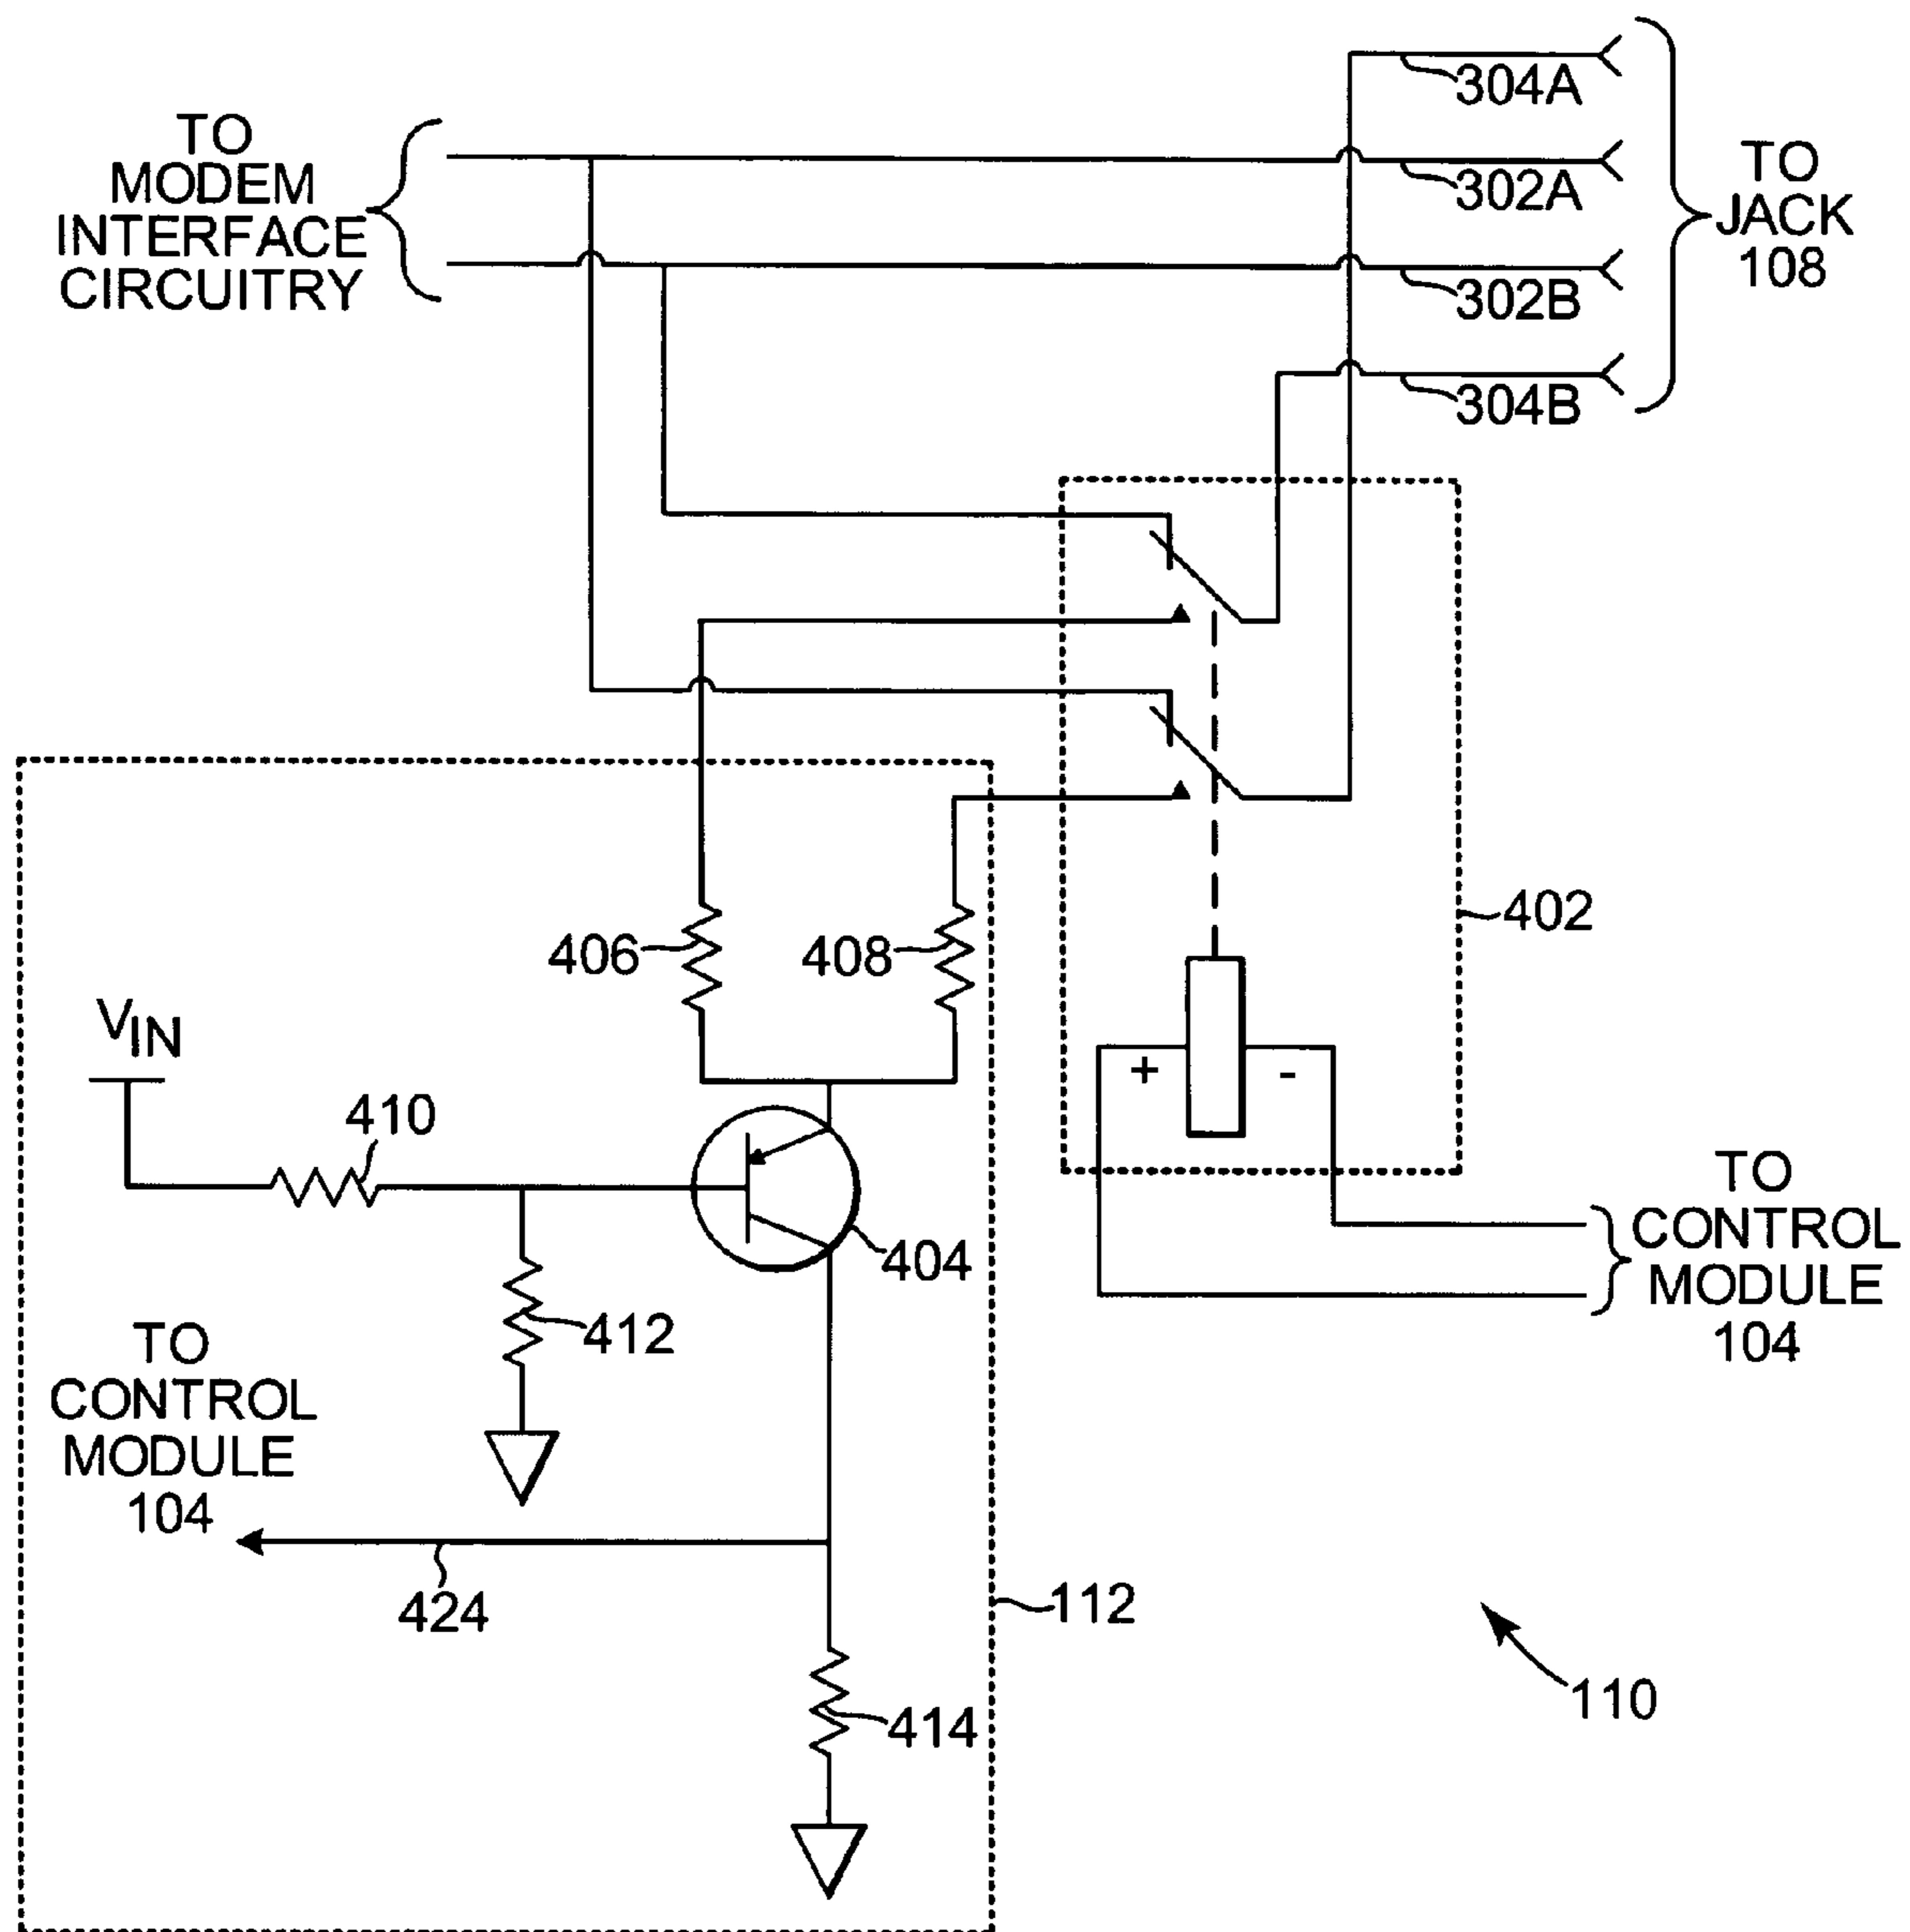 304A
TO
MODEM
INTERFACE
CIRCUITRY
302A
TO
JACK
108
302B
304B
402
406
408
VIN
410
+
-
404
412
TO
CONTROL
MODULE
104
TO
CONTROL
MODULE
104
424
112
414
110